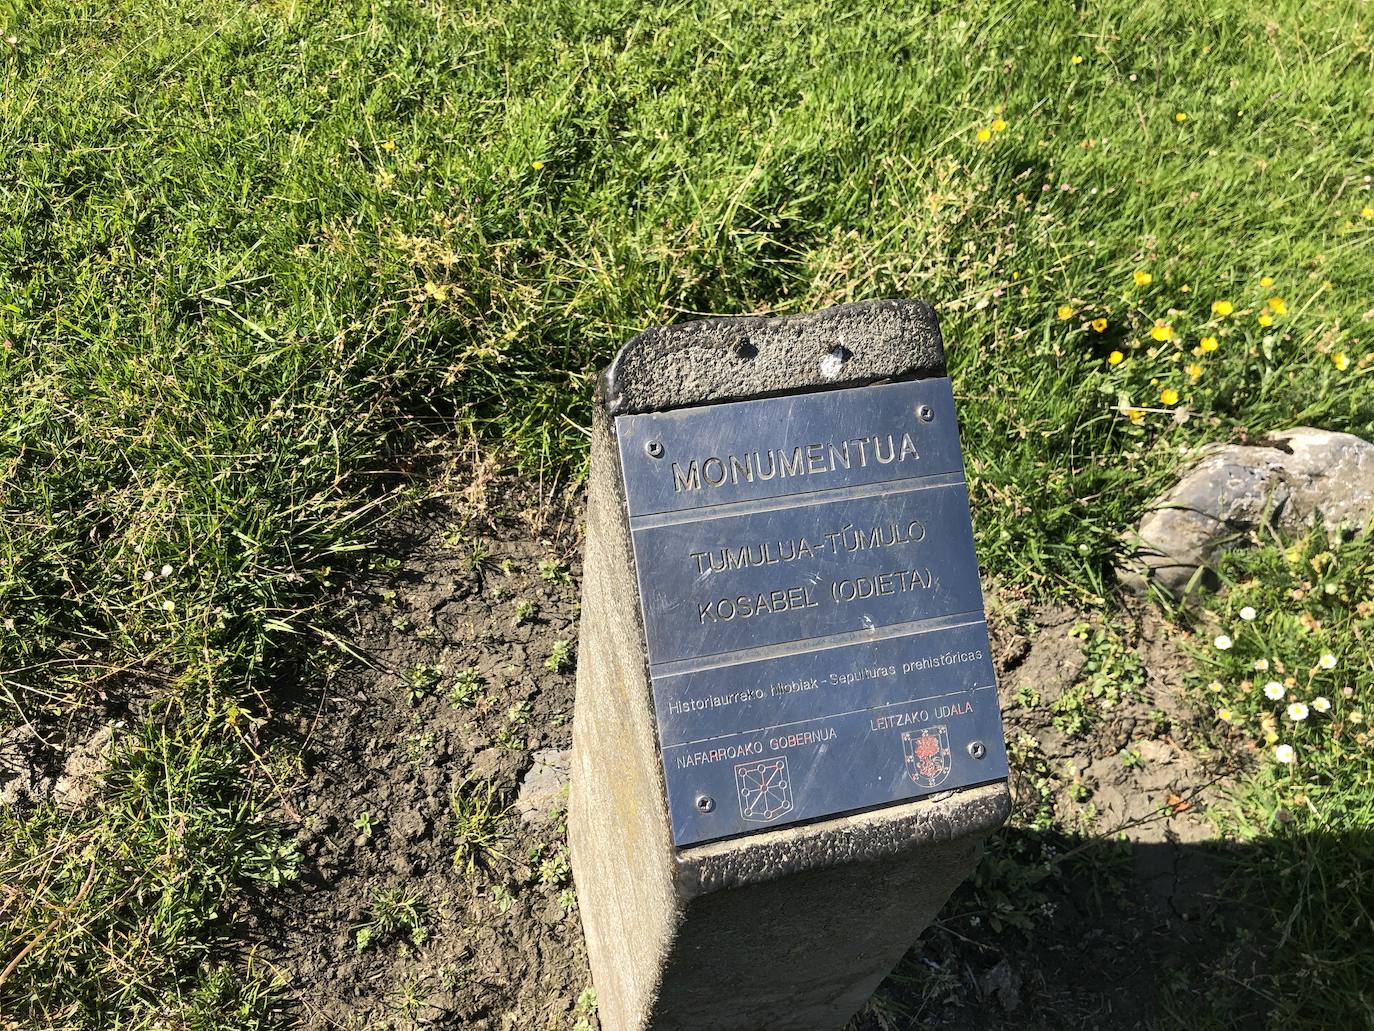 MONUMENTUA
TUMULUA-TÚMULO
KOSABEL (ODIETA)
Historiaurreko hilobiak - Sepulturas prehistóricas
NAFARROAKO GOBERNUA
LEITZAKO UDALA